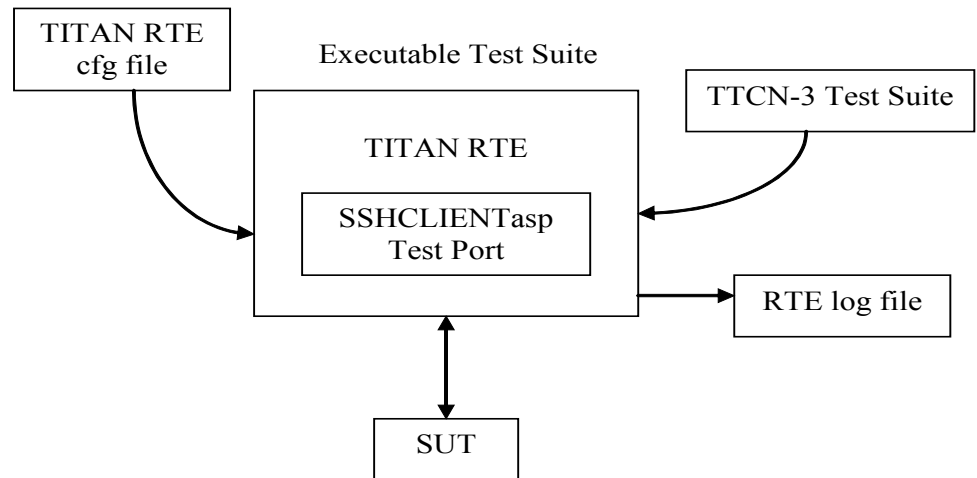 TITAN RTE
cfg file
Executable Test Suite
TTCN-3 Test Suite
TITAN RTE
SSHCLIENTasp
Test Port
RTE log file
SUT